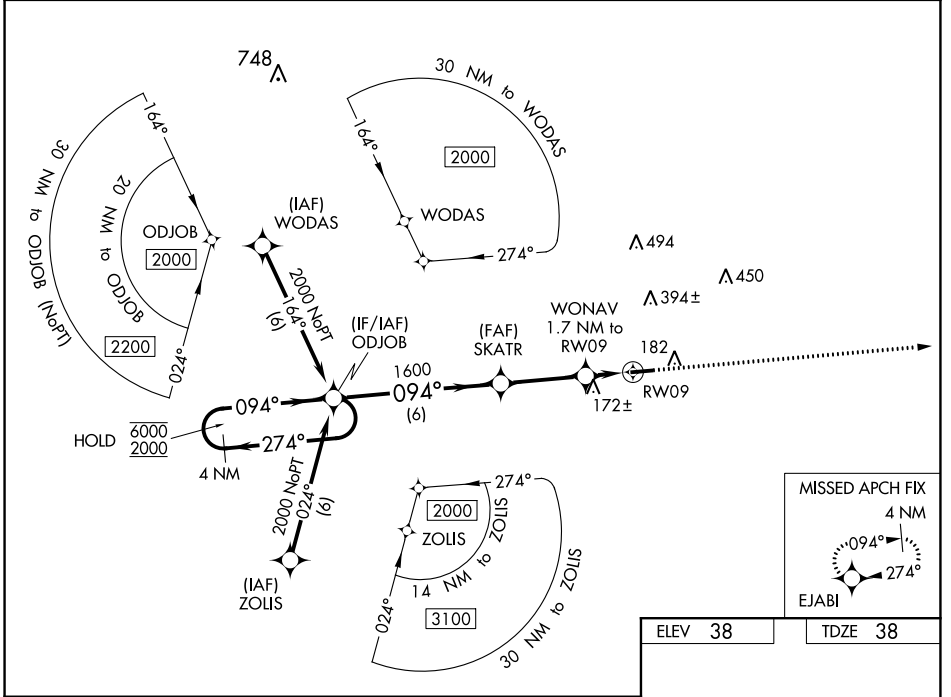 748
30 NM to WODAS
164°
2000
WODAS
274°
164°
30 NM to ODJOB (NoPT)
20 NM to ODJOB
ODJOB
2000
2200
024°
(IAF)
WODAS
2000 NoPT
164°
(6)
(IF/IAF)
ODJOB
(FAF)
SKATR
WONAV
1.7 NM to
RW09
494
450
394±
182
RW09
172±
1600
094°
(6)
094°
274°
HOLD
6000
2000
4 NM
2000 NoPT
024°
(6)
(IAF)
ZOLIS
274°
2000
ZOLIS
14 NM to ZOLIS
024°
3100
30 NM to ZOLIS
MISSED APCH FIX
4 NM
094°
274°
EJABI
ELEV 38
TDZE 38